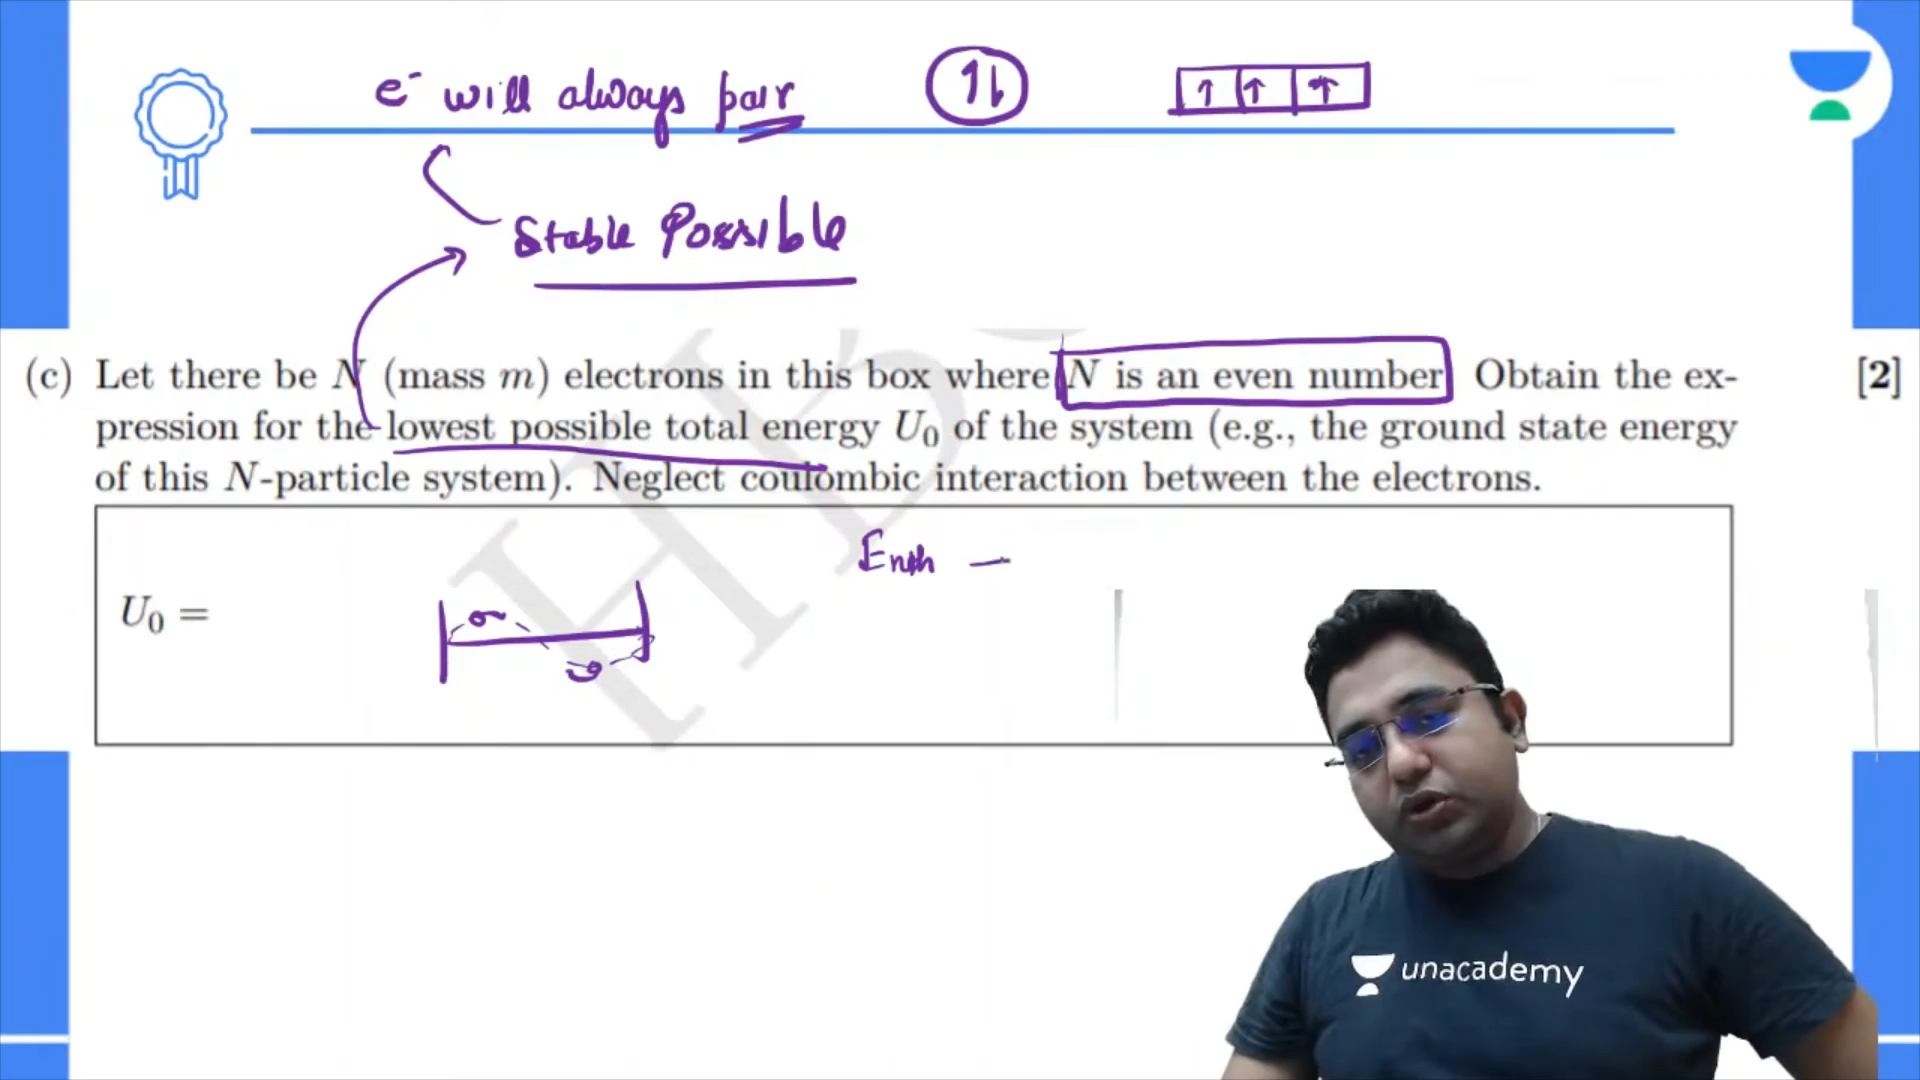 e⁻ will always pair
Stable Possible
(c) Let there be N (mass m) electrons in this box where N is an even number Obtain the ex- [2]
pression for the lowest possible total energy U₀ of the system (e.g., the ground state energy
of this N-particle system). Neglect coulombic interaction between the electrons.
Enth —
U₀ =
unacademy